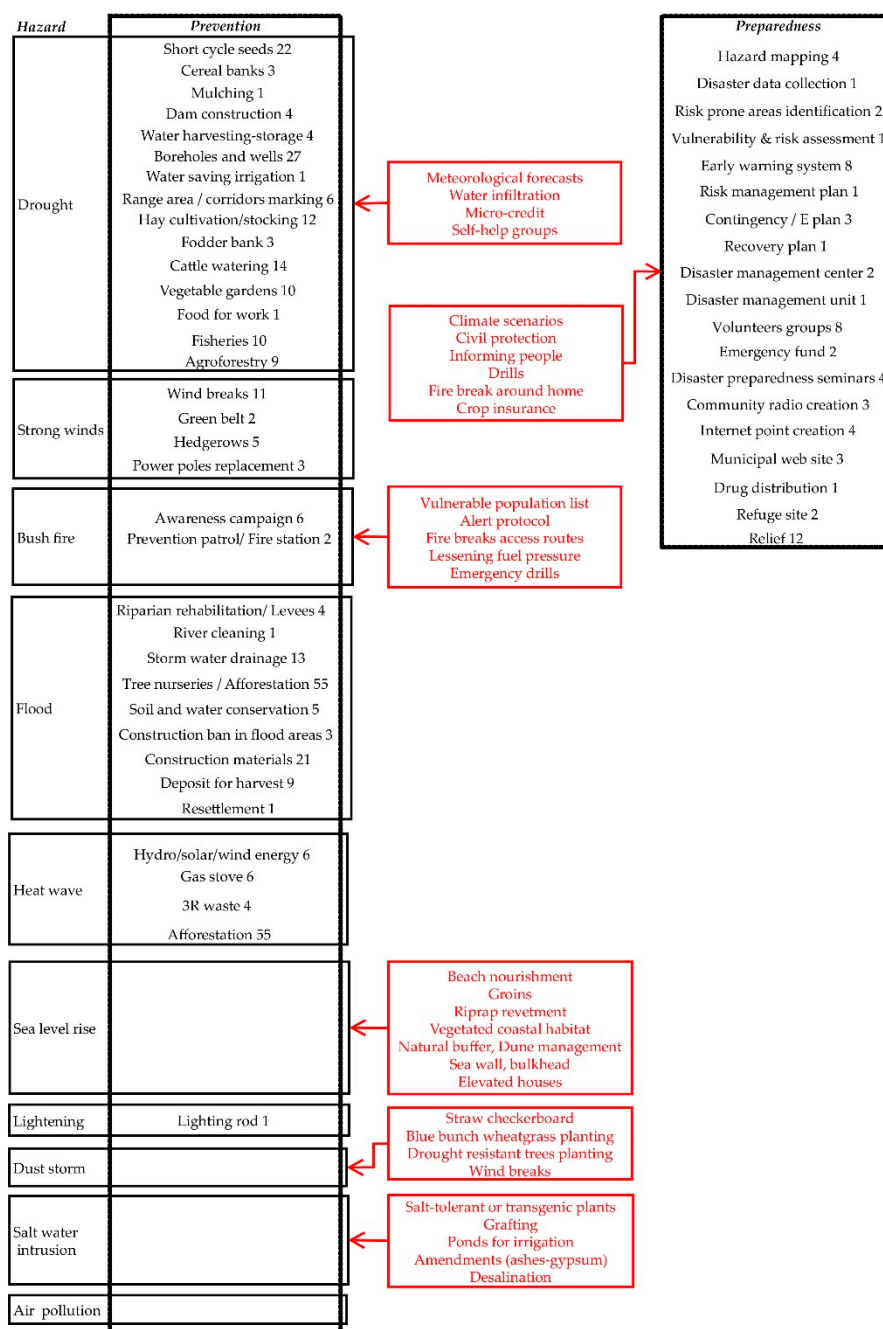 Hazard
Prevention
Drought
Short cycle seeds 22
Cereal banks 3
Mulching 1
Dam construction 4
Water harvesting-storage 4
Boreholes and wells 27
Water saving irrigation 1
Range area / corridors marking 6
Hay cultivation/stocking 12
Fodder bank 3
Cattle watering 14
Vegetable gardens 10
Food for work 1
Fisheries 10
Agroforestry 9
Strong winds
Wind breaks 11
Green belt 2
Hedgerows 5
Power poles replacement 3
Bush fire
Awareness campaign 6
Prevention patrol/ Fire station 2
Flood
Riparian rehabilitation/ Levees 4
River cleaning 1
Storm water drainage 13
Tree nurseries / Afforestation 55
Soil and water conservation 5
Construction ban in flood areas 3
Construction materials 21
Deposit for harvest 9
Resettlement 1
Heat wave
Hydro/solar/wind energy 6
Gas stove 6
3R waste 4
Afforestation 55
Sea level rise
Lightening
Lighting rod 1
Dust storm
Salt water
intrusion
Air pollution
Meteorological forecasts
Water infiltration
Micro-credit
Self-help groups
Climate scenarios
Civil protection
Informing people
Drills
Fire break around home
Crop insurance
Vulnerable population list
Alert protocol
Fire breaks access routes
Lessening fuel pressure
Emergency drills
Beach nourishment
Groins
Riprap revetment
Vegetated coastal habitat
Natural buffer, Dune management
Sea wall, bulkhead
Elevated houses
Straw checkerboard
Blue bunch wheatgrass planting
Drought resistant trees planting
Wind breaks
Salt-tolerant or transgenic plants
Grafting
Ponds for irrigation
Amendments (ashes-gypsum)
Desalination
Preparedness
Hazard mapping 4
Disaster data collection 1
Risk prone areas identification 2
Vulnerability & risk assessment 1
Early warning system 8
Risk management plan 1
Contingency / E plan 3
Recovery plan 1
Disaster management center 2
Disaster management unit 1
Volunteers groups 8
Emergency fund 2
Disaster preparedness seminars 4
Community radio creation 3
Internet point creation 4
Municipal web site 3
Drug distribution 1
Refuge site 2
Relief 12